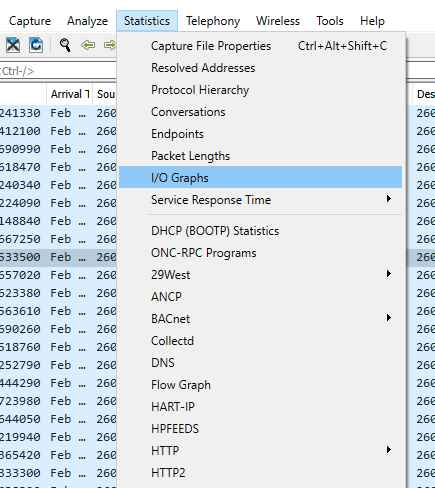 Capture Analyze Statistics Telephony Wireless Tools Help
Capture File Properties Ctrl+Alt+Shift+C
Ctrl-/>
Resolved Addresses
Arrival T Sou Protocol Hierarchy Des
241330 Feb … 260 Conversations 260
412100 Feb … 260 Endpoints 260
690990 Feb … 260 Packet Lengths 260
618470 Feb … 260 I/O Graphs 260
240340 Feb … 260 Service Response Time 260
224090 Feb … 260 260
148840 Feb … 260 DHCP (BOOTP) Statistics 260
667250 Feb … 260 ONC-RPC Programs 260
533500 Feb … 260 29West 260
657020 Feb … 260 ANCP 260
623380 Feb … 260 BACnet 260
563610 Feb … 260 Collectd 260
690260 Feb … 260 DNS 260
518760 Feb … 260 Flow Graph 260
252790 Feb … 260 HART-IP 260
444290 Feb … 260 HPFEEDS 260
723980 Feb … 260 HTTP 260
644050 Feb … 260 HTTP2 260
219940 Feb … 260 260
365420 Feb … 260 260
333300 Feb … 260 260